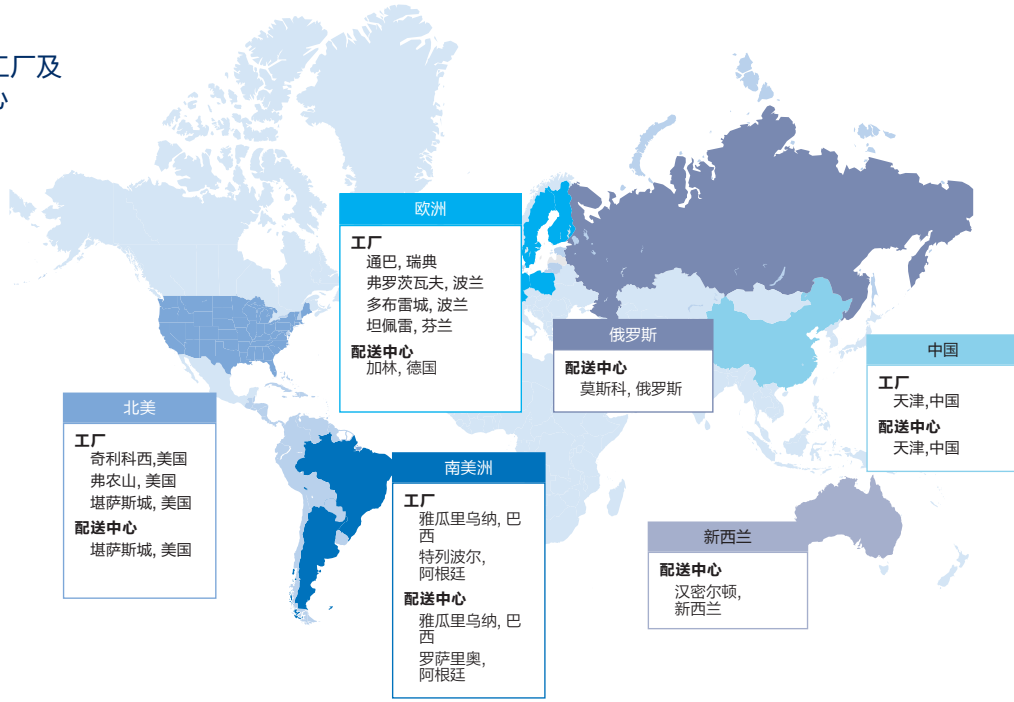 工厂及
心
欧洲
工厂
通巴, 瑞典
弗罗茨瓦夫, 波兰
多布雷城, 波兰
坦佩雷, 芬兰
配送中心
加林, 德国
俄罗斯
配送中心
莫斯科, 俄罗斯
中国
工厂
天津,中国
配送中心
天津,中国
北美
工厂
奇利科西,美国
弗农山, 美国
堪萨斯城, 美国
配送中心
堪萨斯城, 美国
南美洲
工厂
雅瓜里乌纳, 巴
西
特列波尔,
阿根廷
配送中心
雅瓜里乌纳, 巴
西
罗萨里奥,
阿根廷
新西兰
配送中心
汉密尔顿,
新西兰